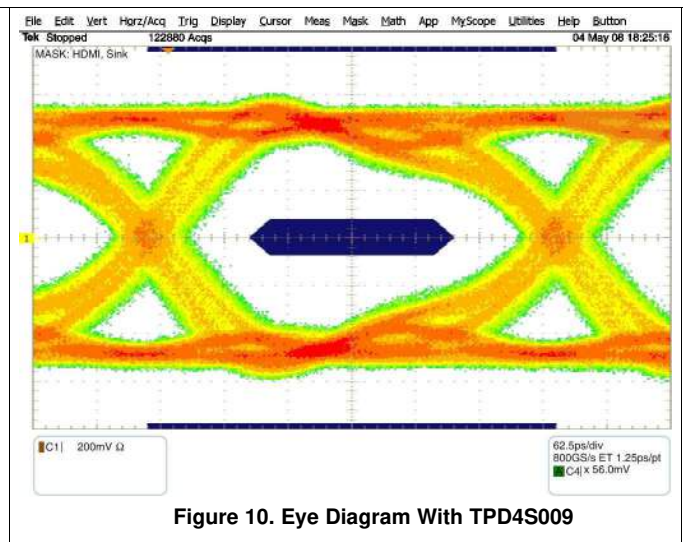 File Edit Vert Horz/Acq Trig Display Cursor Meas Mask Math App MyScope Utilities Help Button
Tek Stopped 122880 Acqs 04 May 08 18:25:16
MASK: HDMI, Sink
1
C1 200mV Ω
62.5ps/div
800GS/s ET 1.25ps/pt
A C4 x 56.0mV
Figure 10. Eye Diagram With TPD4S009